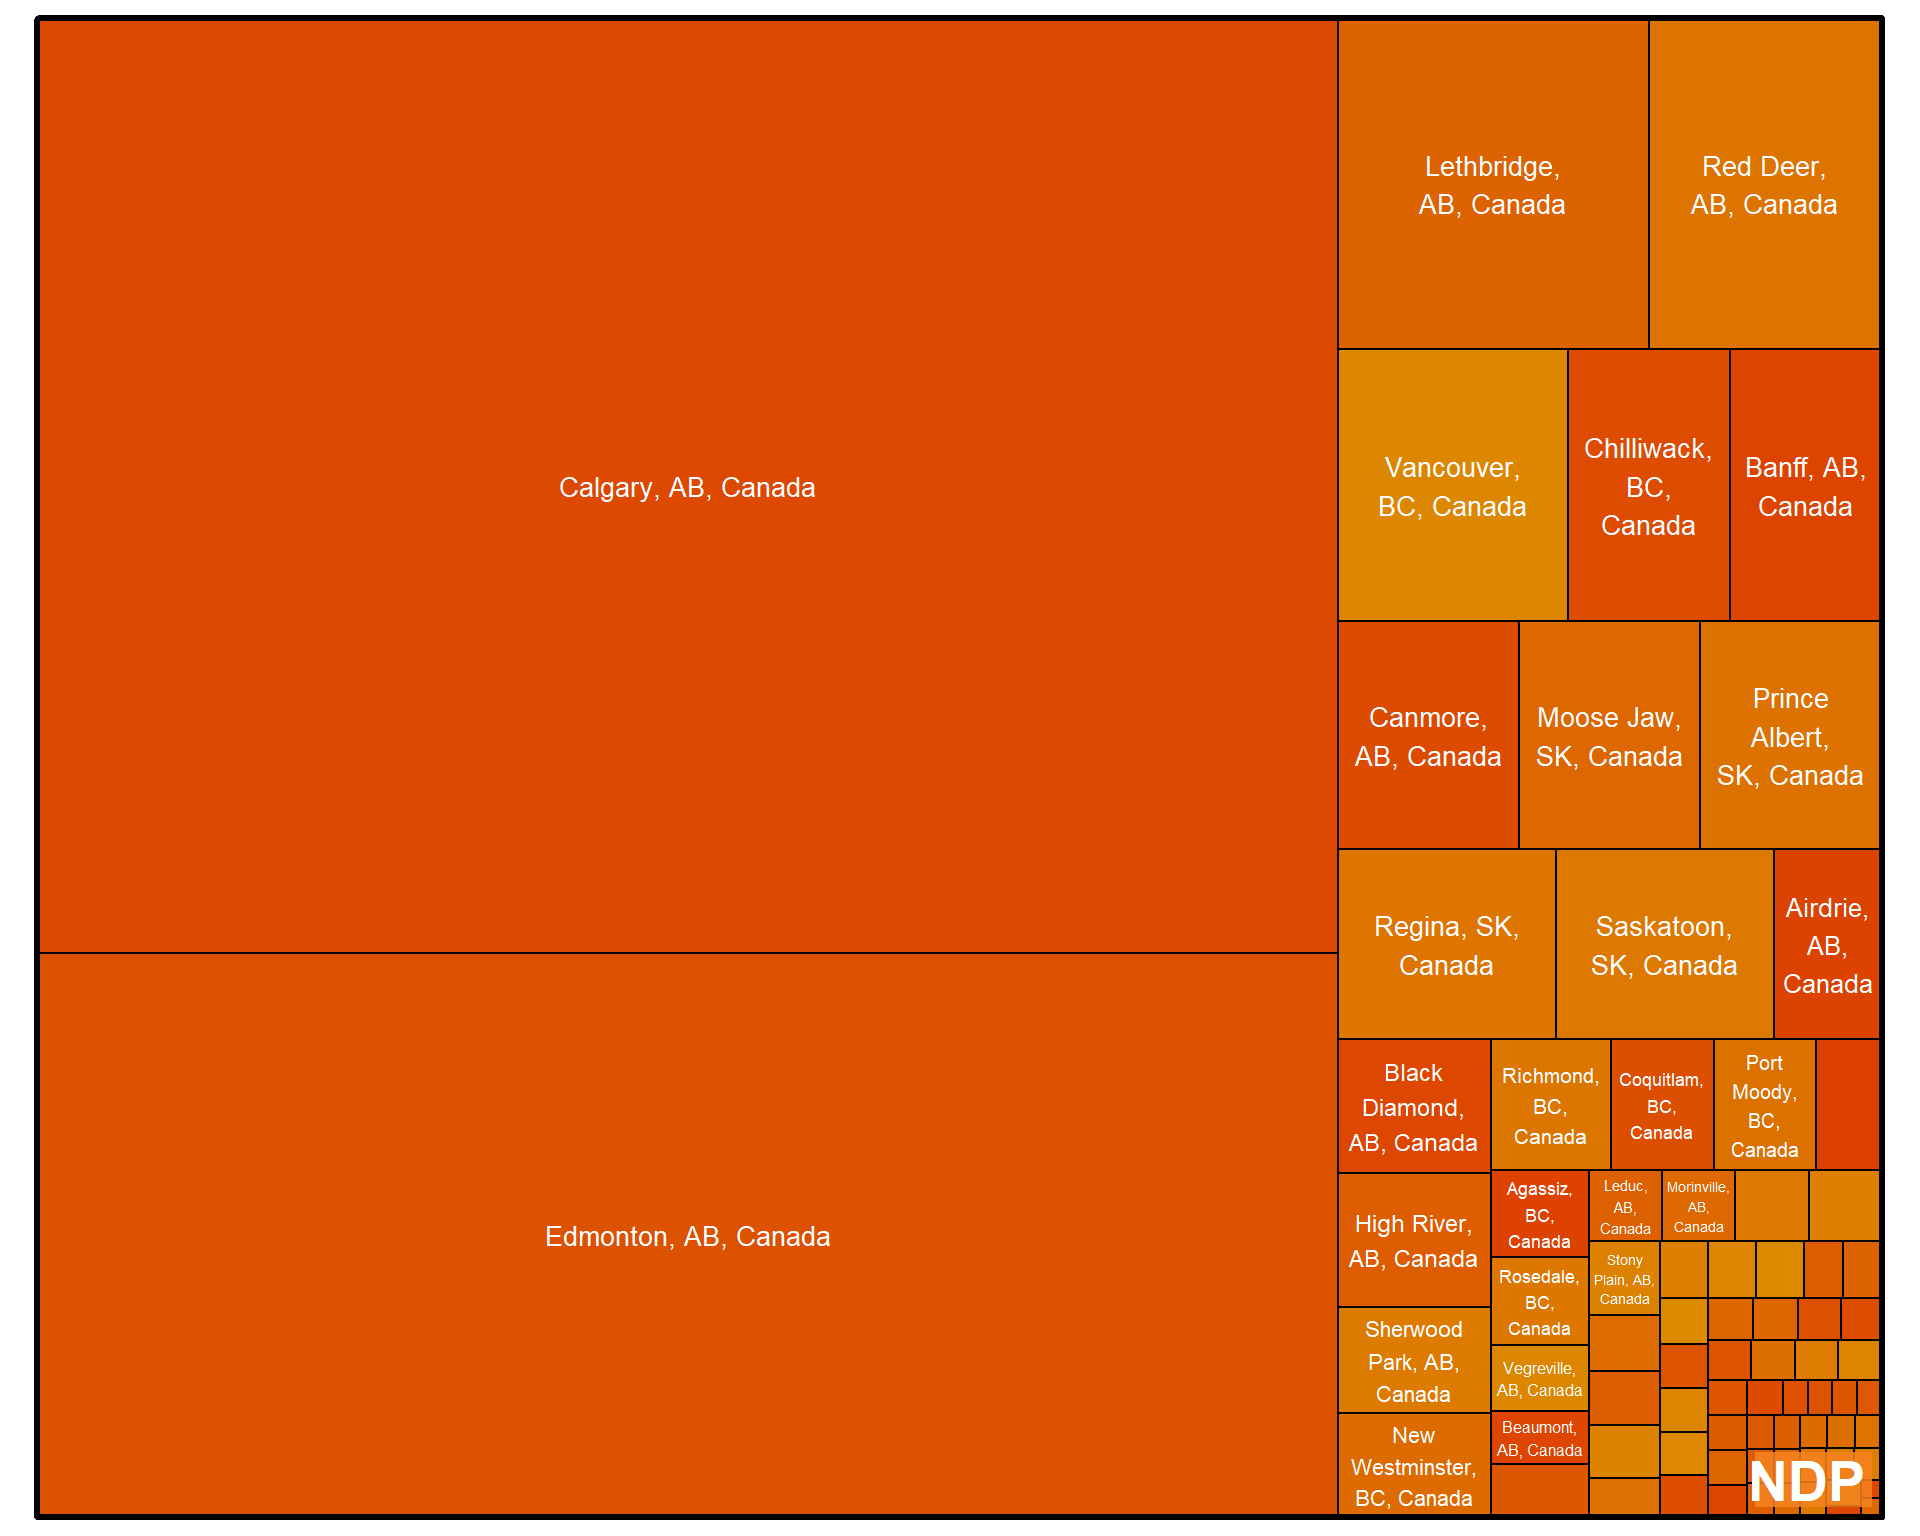 Calgary, AB, Canada
Edmonton, AB, Canada
Lethbridge,
AB, Canada
Red Deer,
AB, Canada
Vancouver,
BC, Canada
Chilliwack,
BC,
Canada
Banff, AB,
Canada
Canmore,
AB, Canada
Moose Jaw,
SK, Canada
Prince
Albert,
SK, Canada
Regina, SK,
Canada
Saskatoon,
SK, Canada
Airdrie,
AB,
Canada
Black
Diamond,
AB, Canada
Richmond,
BC,
Canada
Coquitlam,
BC,
Canada
Port
Moody,
BC,
Canada
High River,
AB, Canada
Agassiz,
BC,
Canada
Leduc,
AB,
Canada
Morinville,
AB,
Canada
Rosedale,
BC,
Canada
Stony
Plain, AB,
Canada
Sherwood
Park, AB,
Canada
Vegreville,
AB, Canada
Beaumont,
AB, Canada
New
Westminster,
BC, Canada
NDP